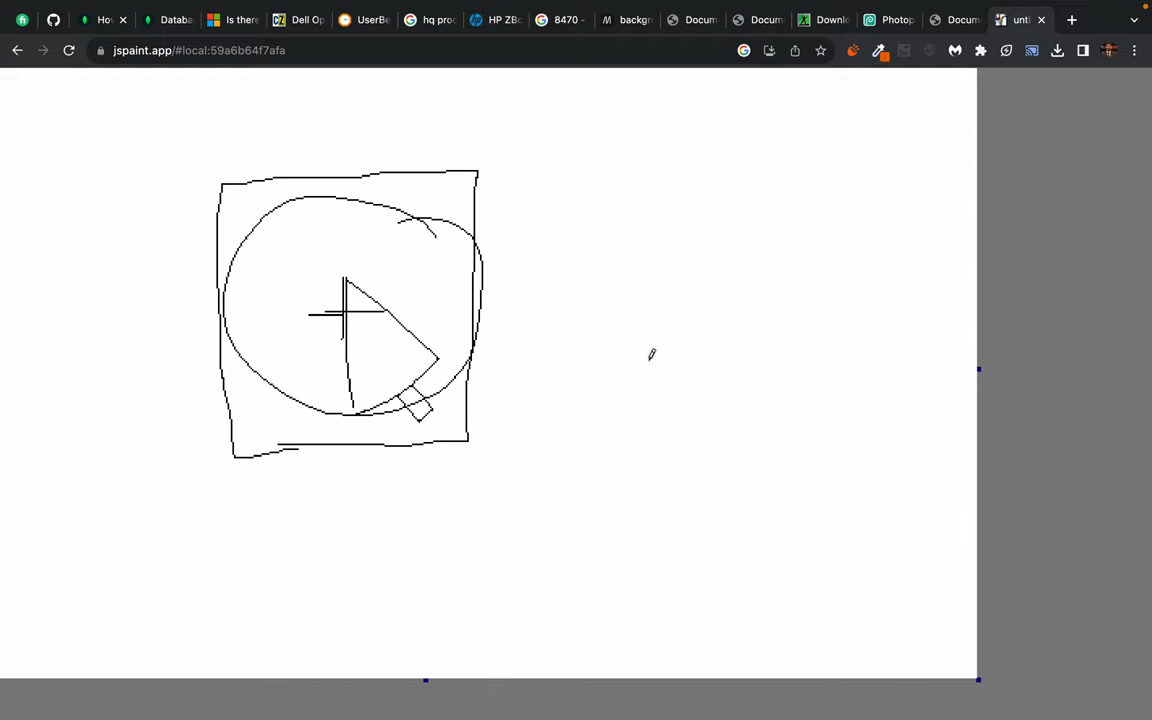 Hov
Databa
Is there
Dell Op
UserBe
hq proc
HP ZBo
8470 -
backgr
Docum
Docum
Downlo
Photop
Docum
unti
jspaint.app/#local:59a6b64f7afa